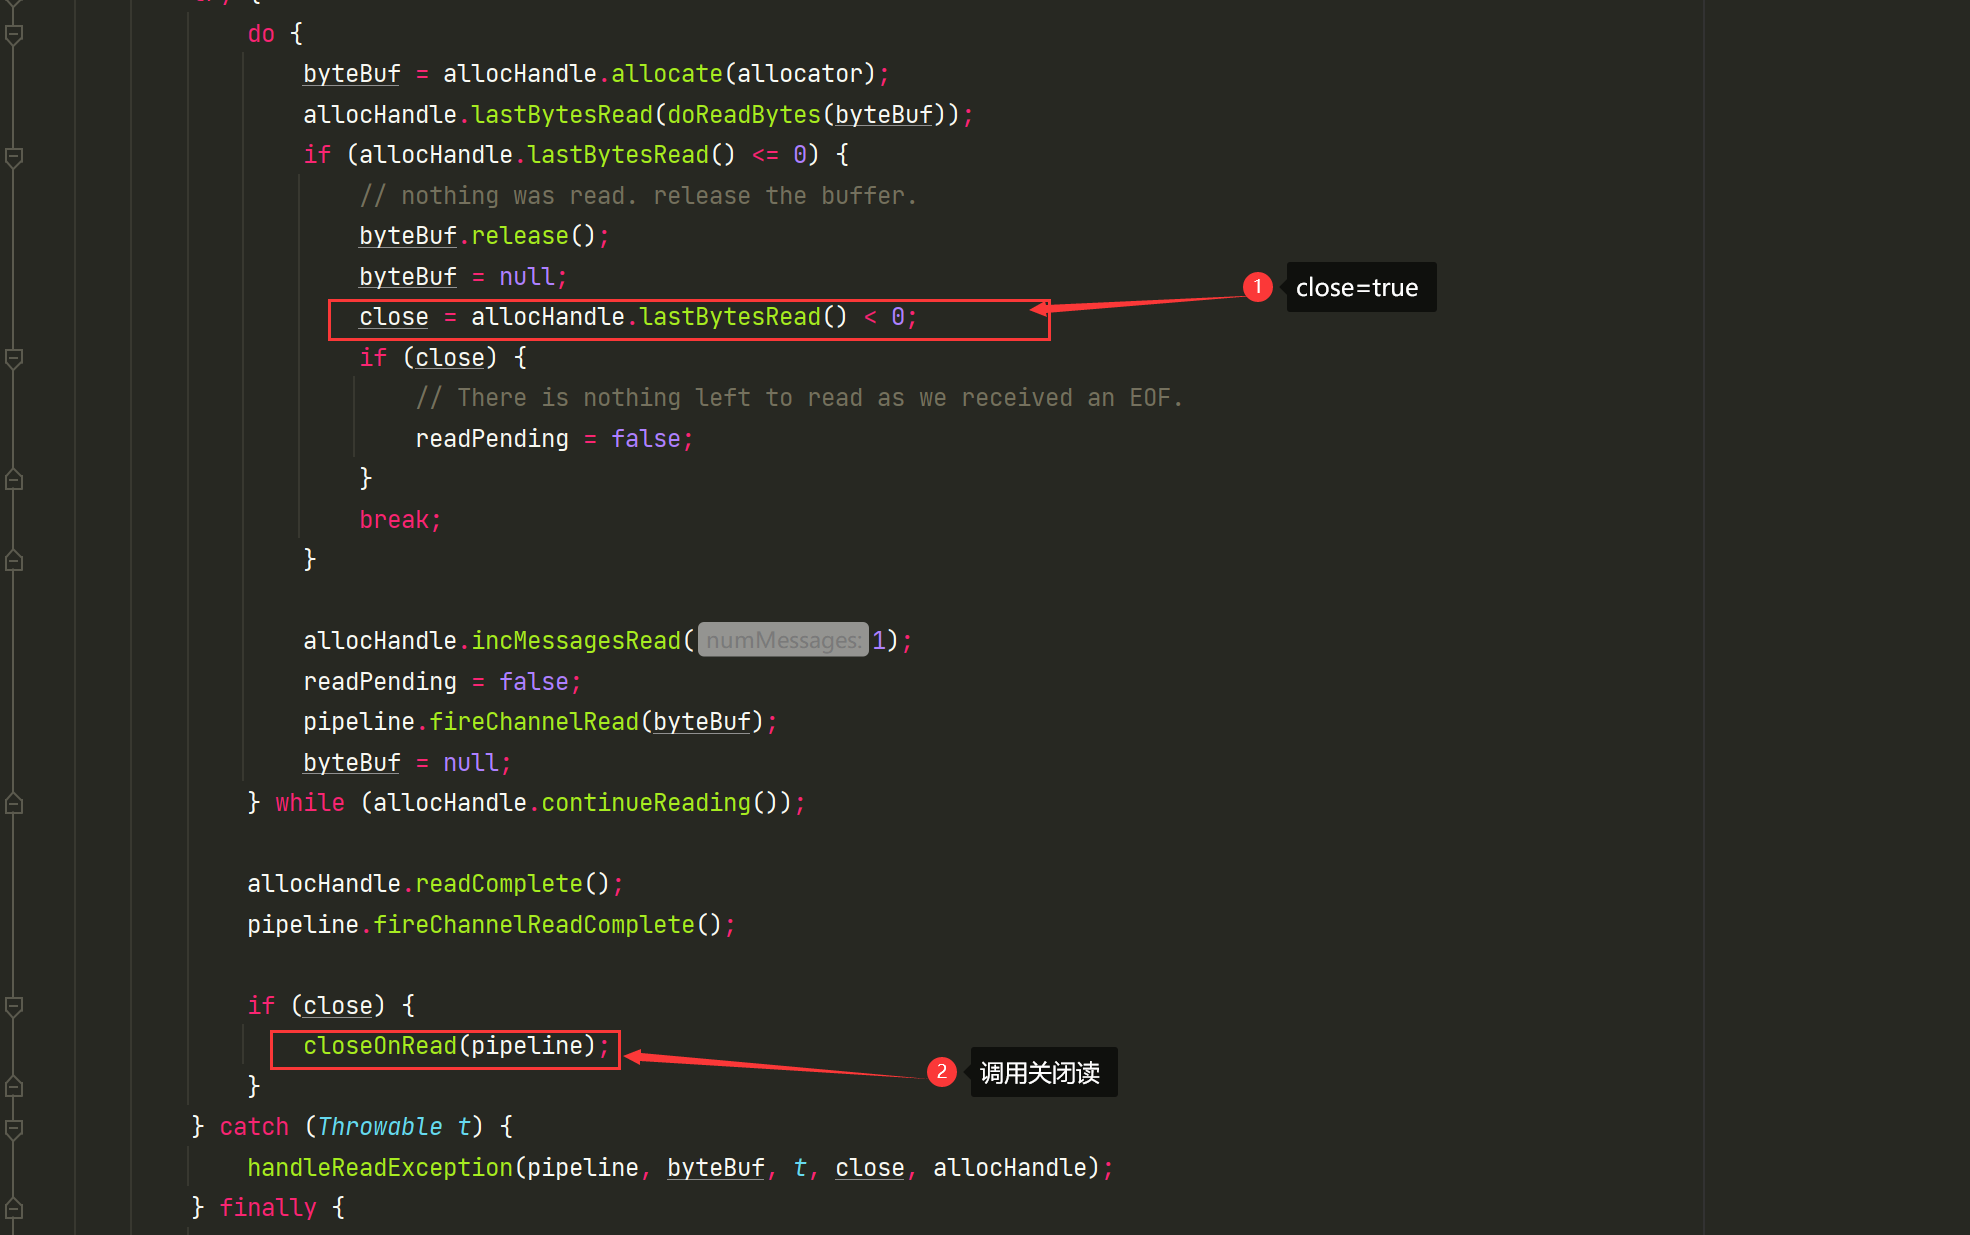 do {
byteBuf = allocHandle.allocate(allocator);
allocHandle.lastBytesRead(doReadBytes(byteBuf));
if (allocHandle.lastBytesRead() <= 0) {
// nothing was read. release the buffer.
byteBuf.release();
byteBuf = null;
1 close=true
close = allocHandle.lastBytesRead() < 0;
if (close) {
// There is nothing left to read as we received an EOF.
readPending = false;
}
break;
}
allocHandle.incMessagesRead( numMessages: 1);
readPending = false;
pipeline.fireChannelRead(byteBuf);
byteBuf = null;
} while (allocHandle.continueReading());
allocHandle.readComplete();
pipeline.fireChannelReadComplete();
if (close) {
closeOnRead(pipeline);
2 调用关闭读
}
} catch (Throwable t) {
handleReadException(pipeline, byteBuf, t, close, allocHandle);
} finally {